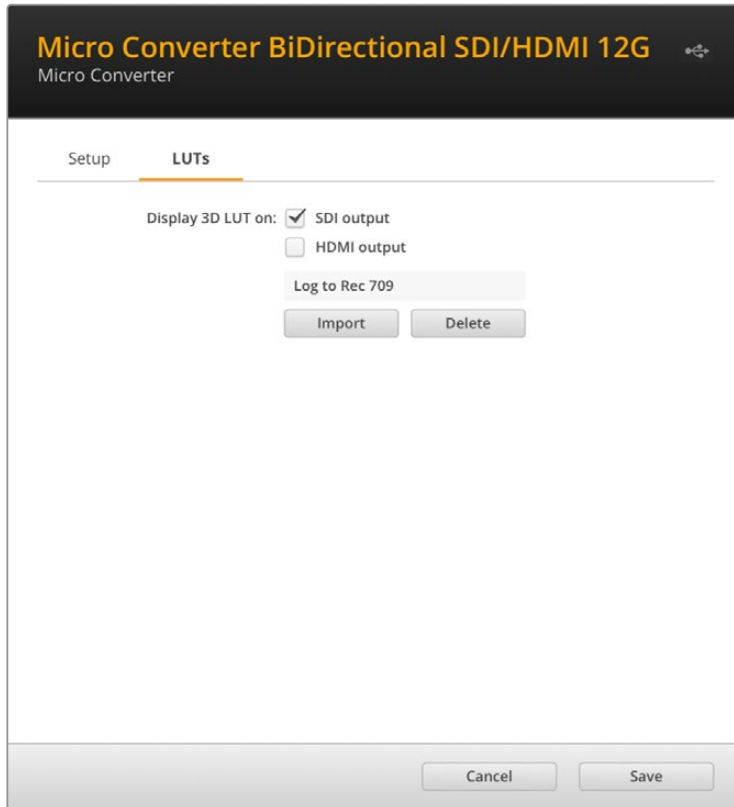 Micro Converter BiDirectional SDI/HDMI 12G
Micro Converter
Setup LUTs
Display 3D LUT on: SDI output
HDMI output
Log to Rec 709
Import Delete
Cancel Save